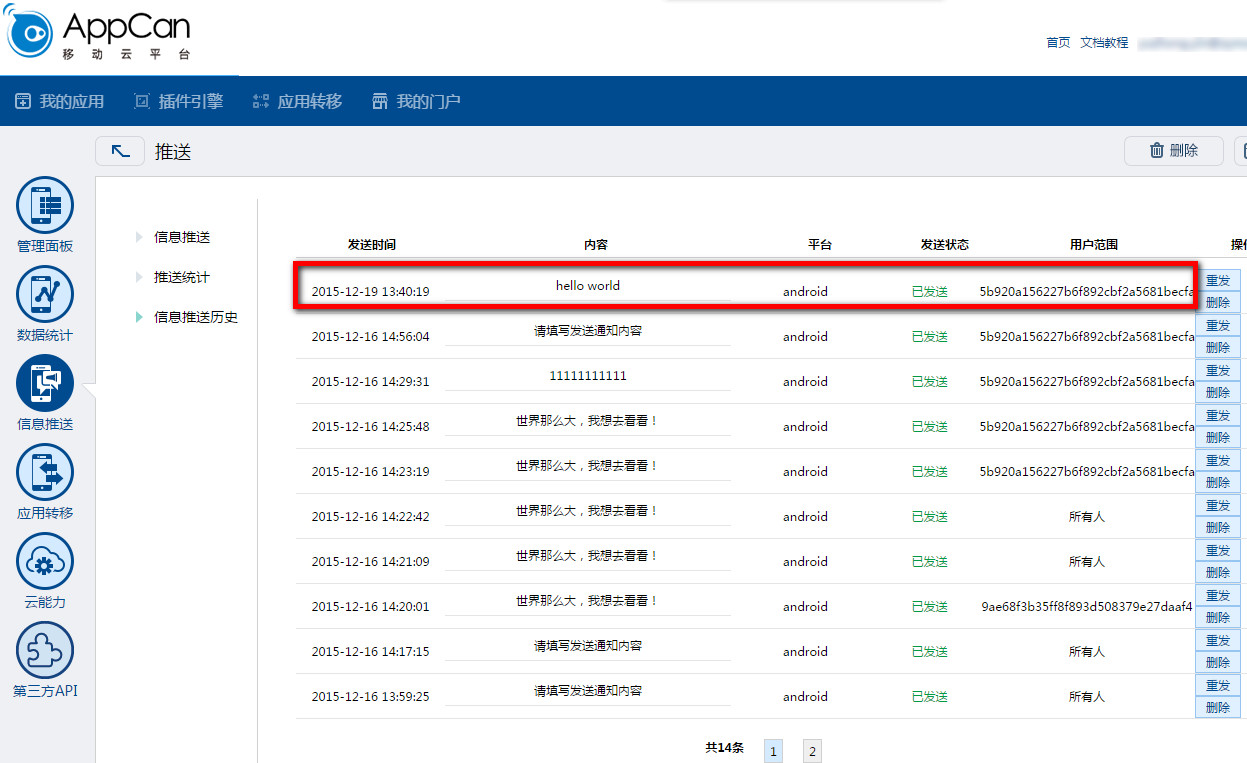 AppCan
移 动 云 平 台
首页 文档教程
我的应用 插件引擎 应用转移 我的门户
推送 删除
管理面板
数据统计
信息推送
应用转移
云能力
第三方API
信息推送
推送统计
信息推送历史
发送时间 内容 平台 发送状态 用户范围
2015-12-19 13:40:19 hello world android 已发送 5b920a156227b6f892cbf2a5681becfa 重发
删除
2015-12-16 14:56:04 请填写发送通知内容 android 已发送 5b920a156227b6f892cbf2a5681becfa 重发
删除
2015-12-16 14:29:31 11111111111 android 已发送 5b920a156227b6f892cbf2a5681becfa 重发
删除
2015-12-16 14:25:48 世界那么大，我想去看看！ android 已发送 5b920a156227b6f892cbf2a5681becfa 重发
删除
2015-12-16 14:23:19 世界那么大，我想去看看！ android 已发送 5b920a156227b6f892cbf2a5681becfa 重发
删除
2015-12-16 14:22:42 世界那么大，我想去看看！ android 已发送 所有人 重发
删除
2015-12-16 14:21:09 世界那么大，我想去看看！ android 已发送 所有人 重发
删除
2015-12-16 14:20:01 世界那么大，我想去看看！ android 已发送 9ae68f3b35ff8f893d508379e27daaf4 重发
删除
2015-12-16 14:17:15 请填写发送通知内容 android 已发送 所有人 重发
删除
2015-12-16 13:59:25 请填写发送通知内容 android 已发送 所有人 重发
删除
共14条 1 2